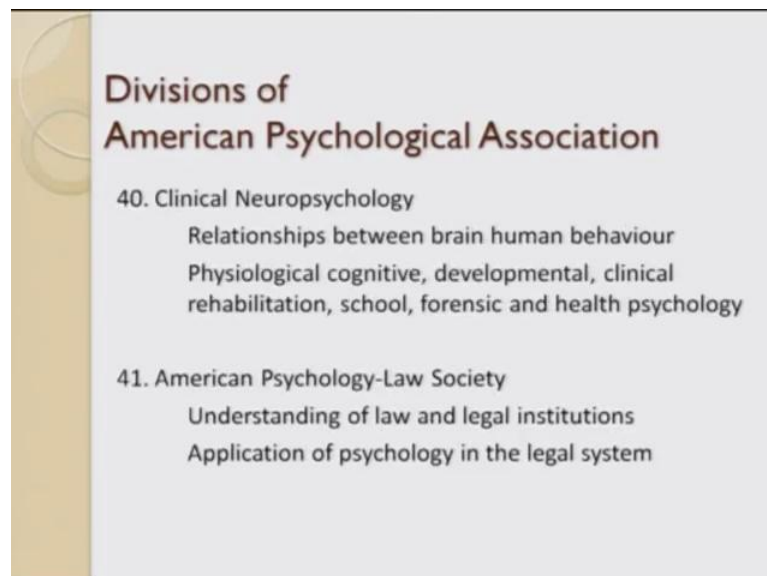 Divisions of
American Psychological Association
40. Clinical Neuropsychology
Relationships between brain human behaviour
Physiological cognitive, developmental, clinical
rehabilitation, school, forensic and health psychology
41. American Psychology-Law Society
Understanding of law and legal institutions
Application of psychology in the legal system